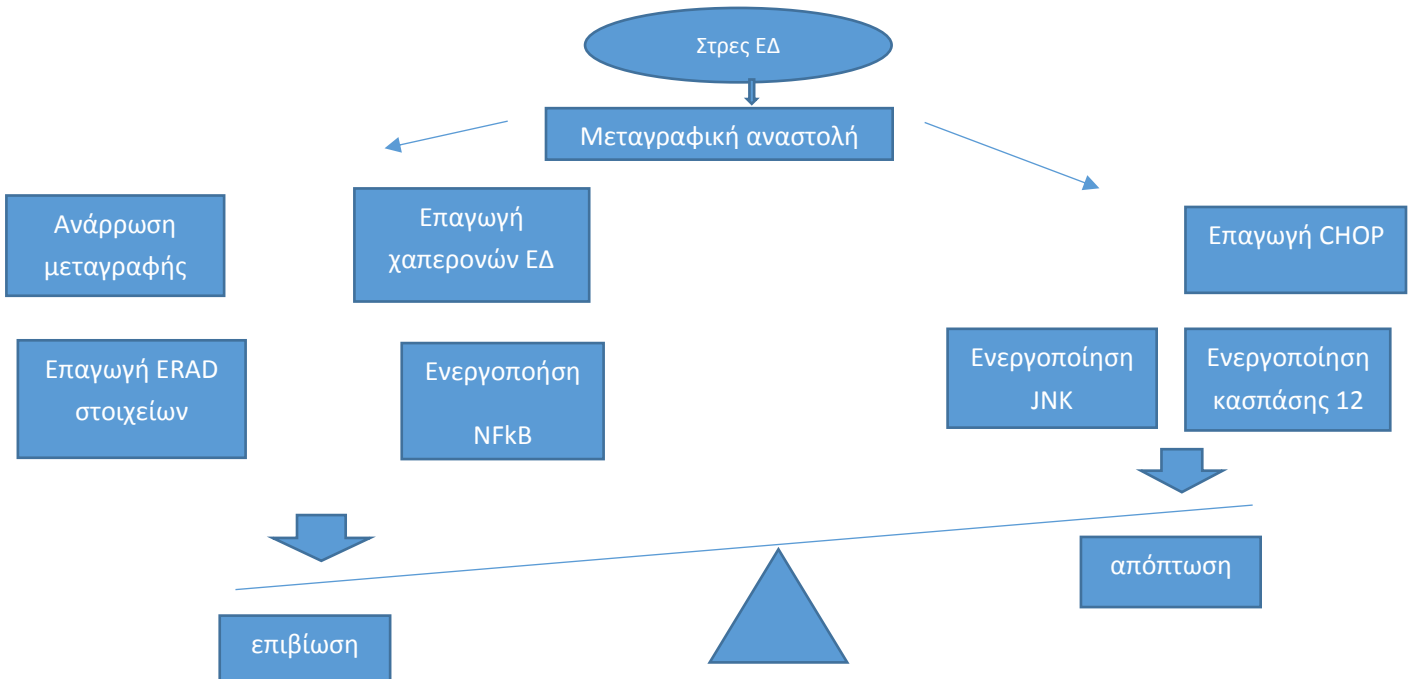 Στρες ΕΔ
Μεταγραφική αναστολή
Ανάρρωση
μεταγραφής
Επαγωγή
χαπερονών ΕΔ
Επαγωγή CHOP
Επαγωγή ERAD
στοιχείων
Ενεργοποήση
NFkB
Ενεργοποίηση
JNK
Ενεργοποίηση
κασπάσης 12
απόπτωση
επιβίωση